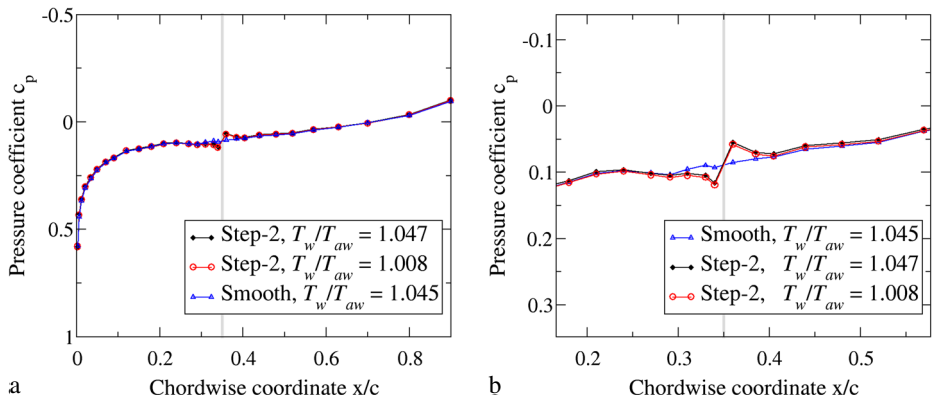 -0.5
0
0.5
1
Pressure coefficient c_p
Step-2, T_w/T_aw = 1.047
Step-2, T_w/T_aw = 1.008
Smooth, T_w/T_aw = 1.045
0 0.2 0.4 0.6 0.8
a Chordwise coordinate x/c
-0.1
0
0.1
0.2
0.3
Pressure coefficient c_p
Smooth, T_w/T_aw = 1.045
Step-2, T_w/T_aw = 1.047
Step-2, T_w/T_aw = 1.008
0.2 0.3 0.4 0.5
b Chordwise coordinate x/c